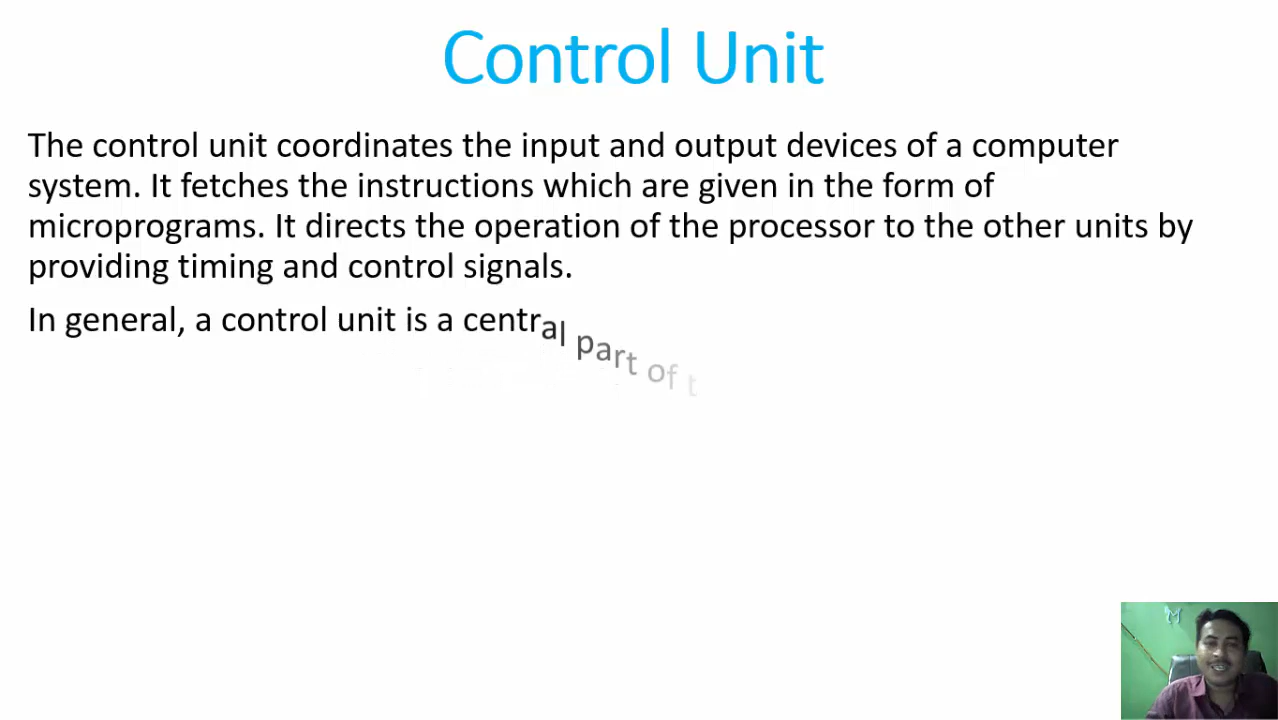 Control Unit
The control unit coordinates the input and output devices of a computer
system. It fetches the instructions which are given in the form of
microprograms. It directs the operation of the processor to the other units by
providing timing and control signals.
In general, a control unit is a central part of t